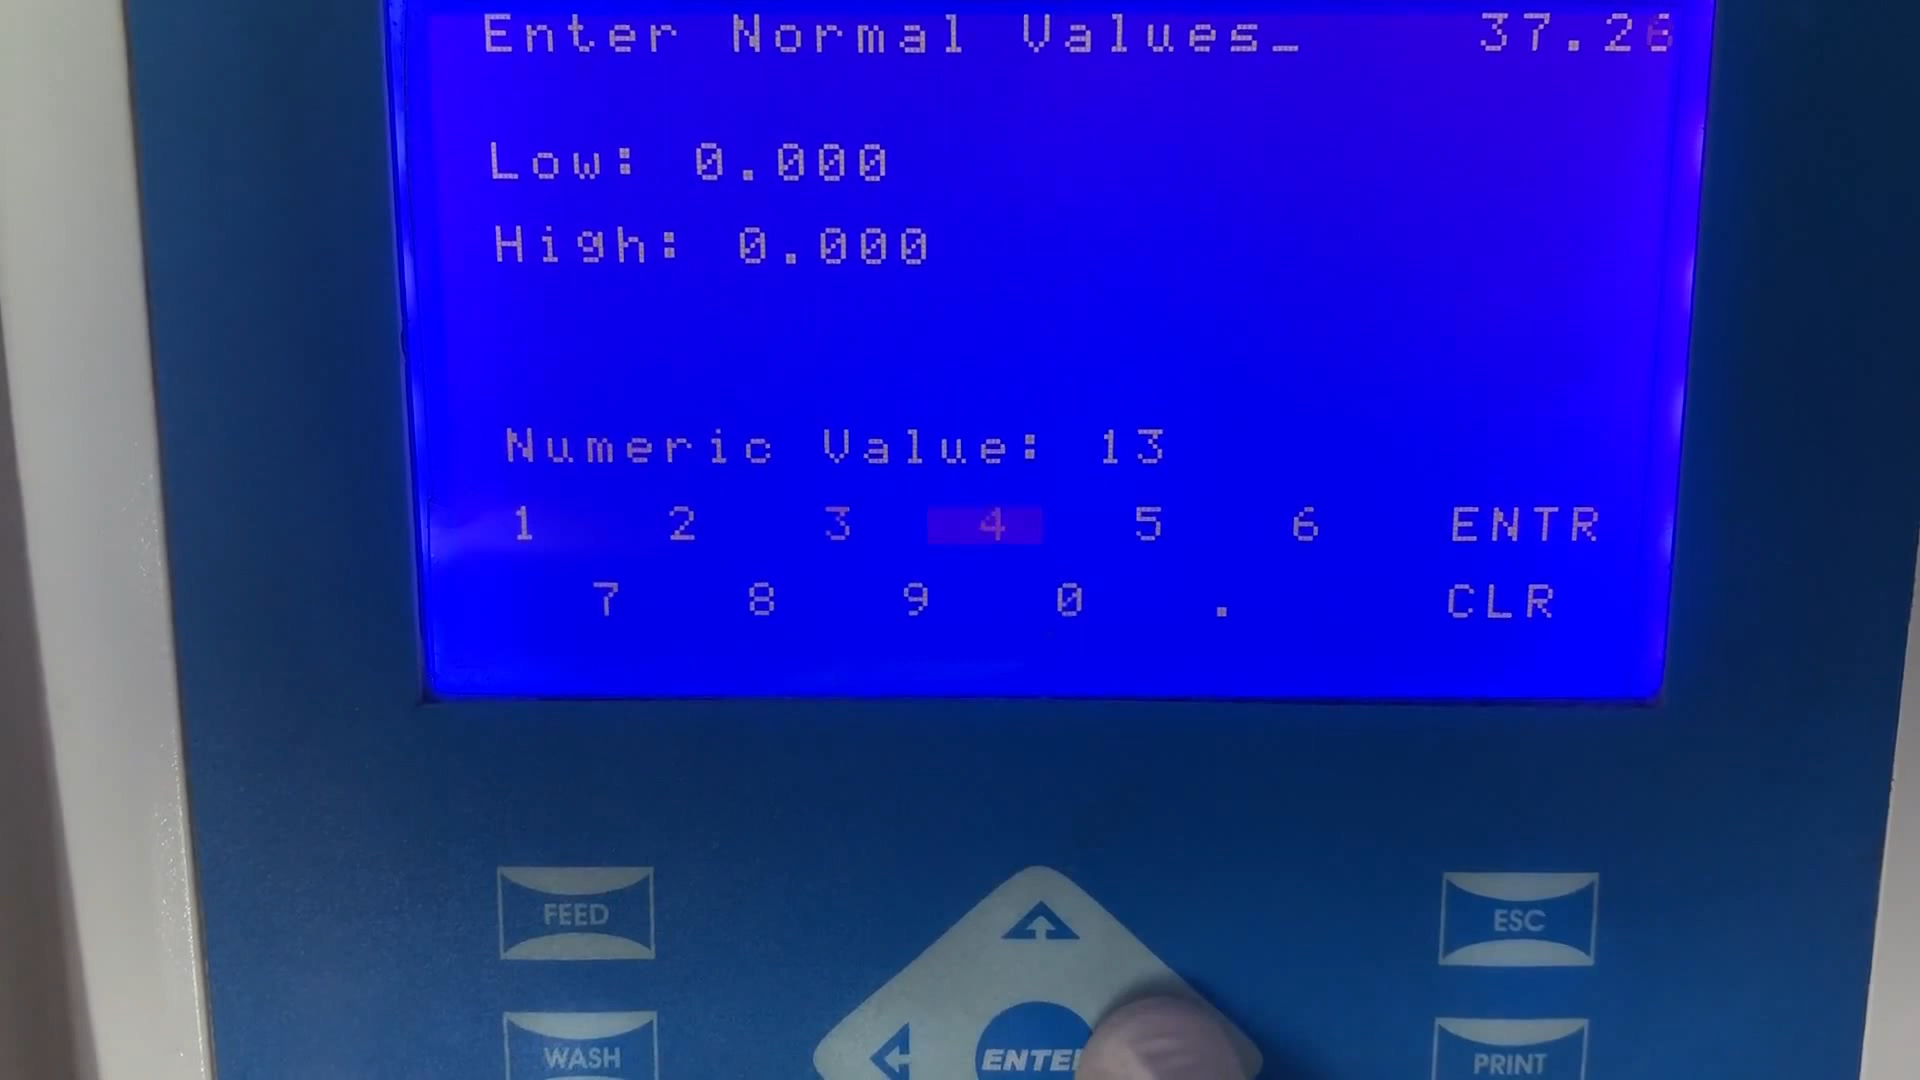 Enter Normal Values_ 37.26
Low: 0.000
High: 0.000
Numeric Value: 13
1 2 3 4 5 6 ENTR
7 8 9 0 . CLR
FEED
ESC
WASH
PRINT